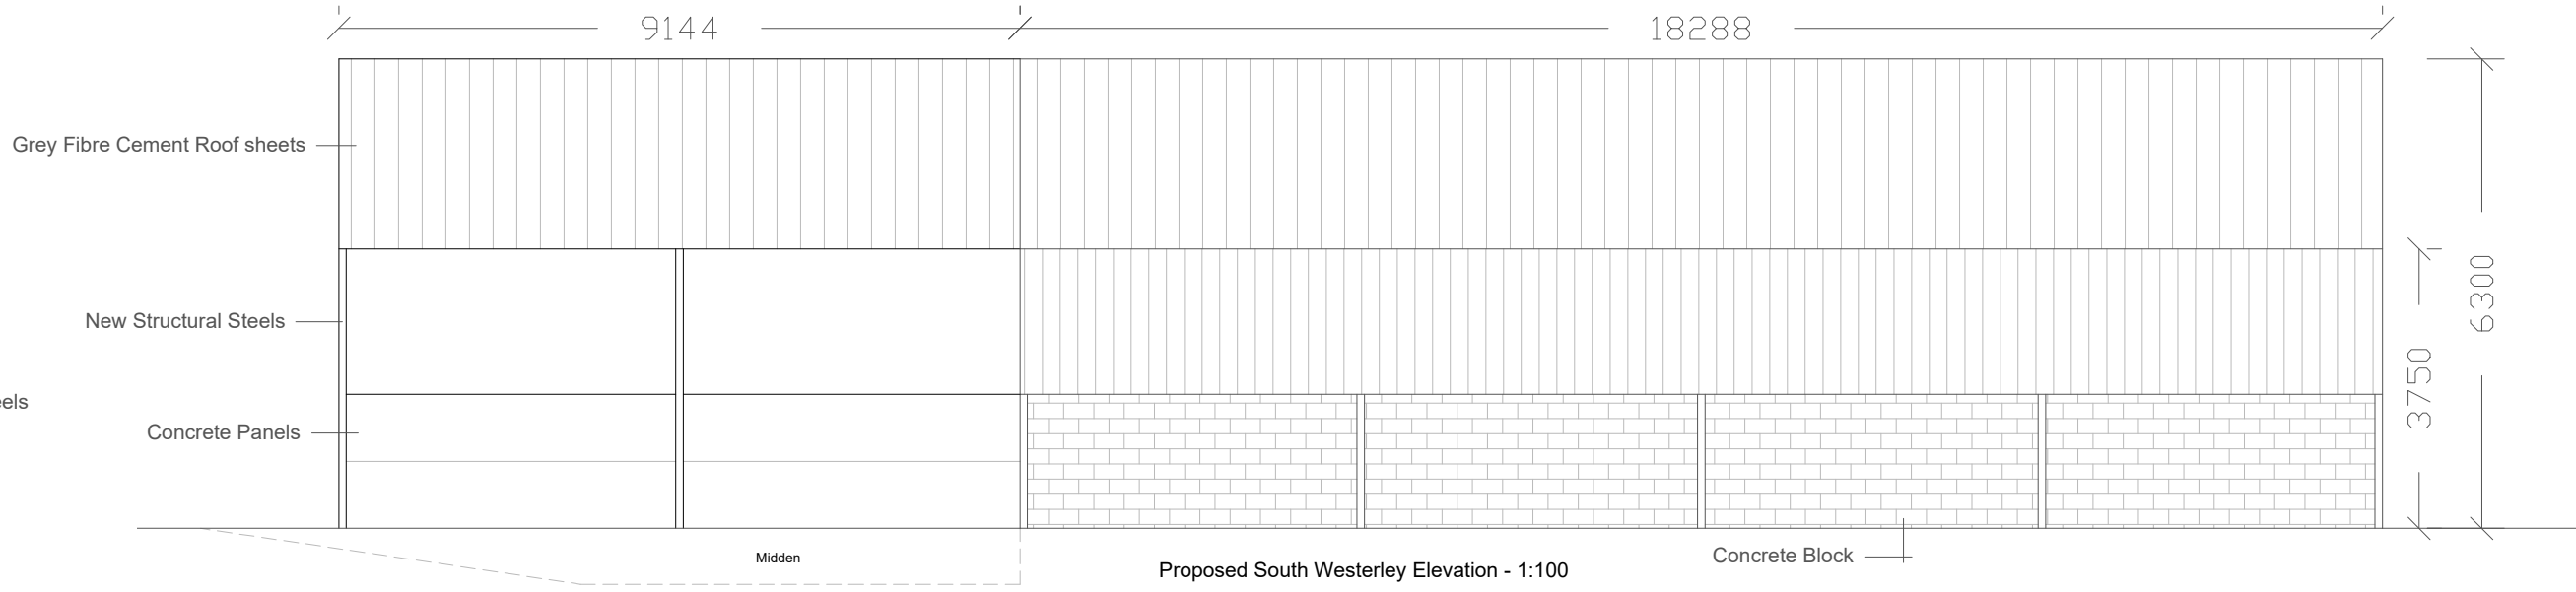 9144
18288
Grey Fibre Cement Roof sheets
New Structural Steels
6300
3750
eels
Concrete Panels
Midden
Concrete Block
Proposed South Westerley Elevation - 1:100